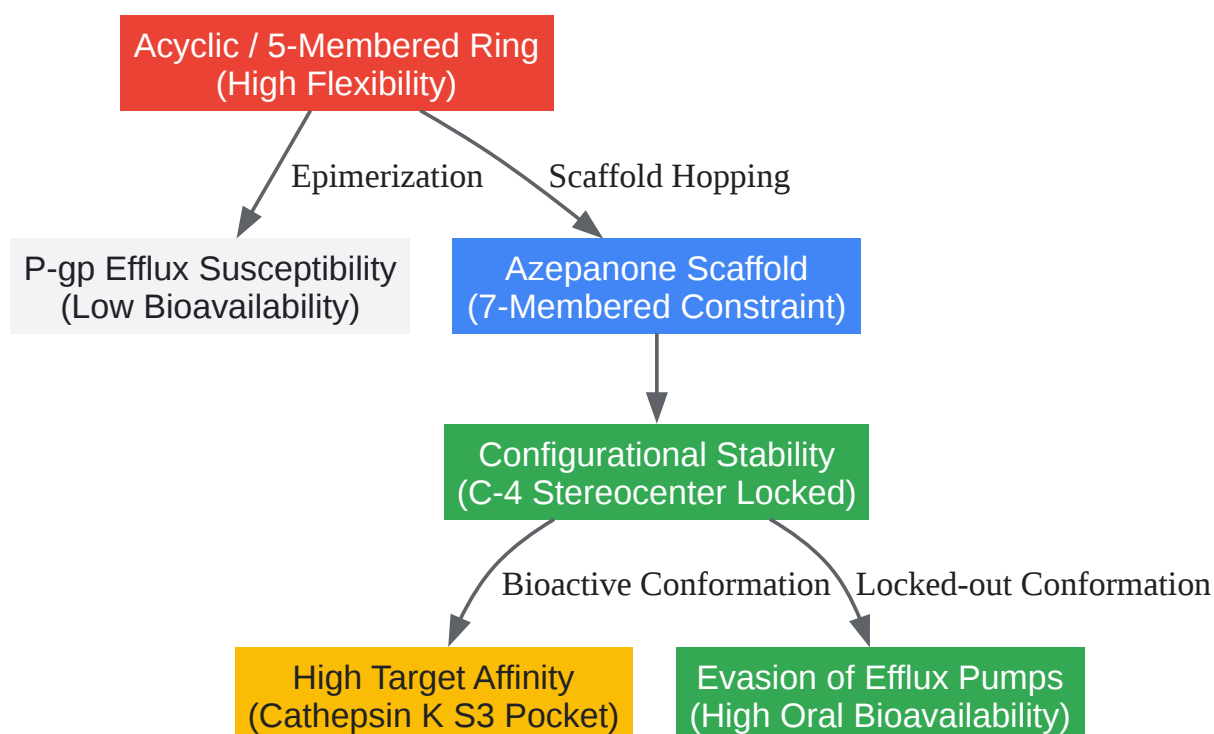 Acyclic / 5-Membered Ring
(High Flexibility)
Epimerization
Scaffold Hopping
P-gp Efflux Susceptibility
(Low Bioavailability)
Azepanone Scaffold
(7-Membered Constraint)
Configurational Stability
(C-4 Stereocenter Locked)
Bioactive Conformation
Locked-out Conformation
High Target Affinity
(Cathepsin K S3 Pocket)
Evasion of Efflux Pumps
(High Oral Bioavailability)